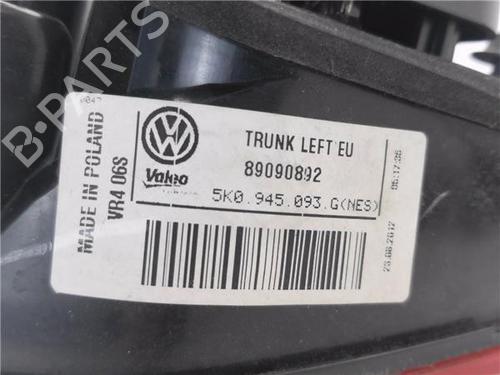 B-PARTS
MADE IN POLAND
VR4 06S
Valeo
TRUNK LEFT EU
89090892
5K0.945.093.G(NES)